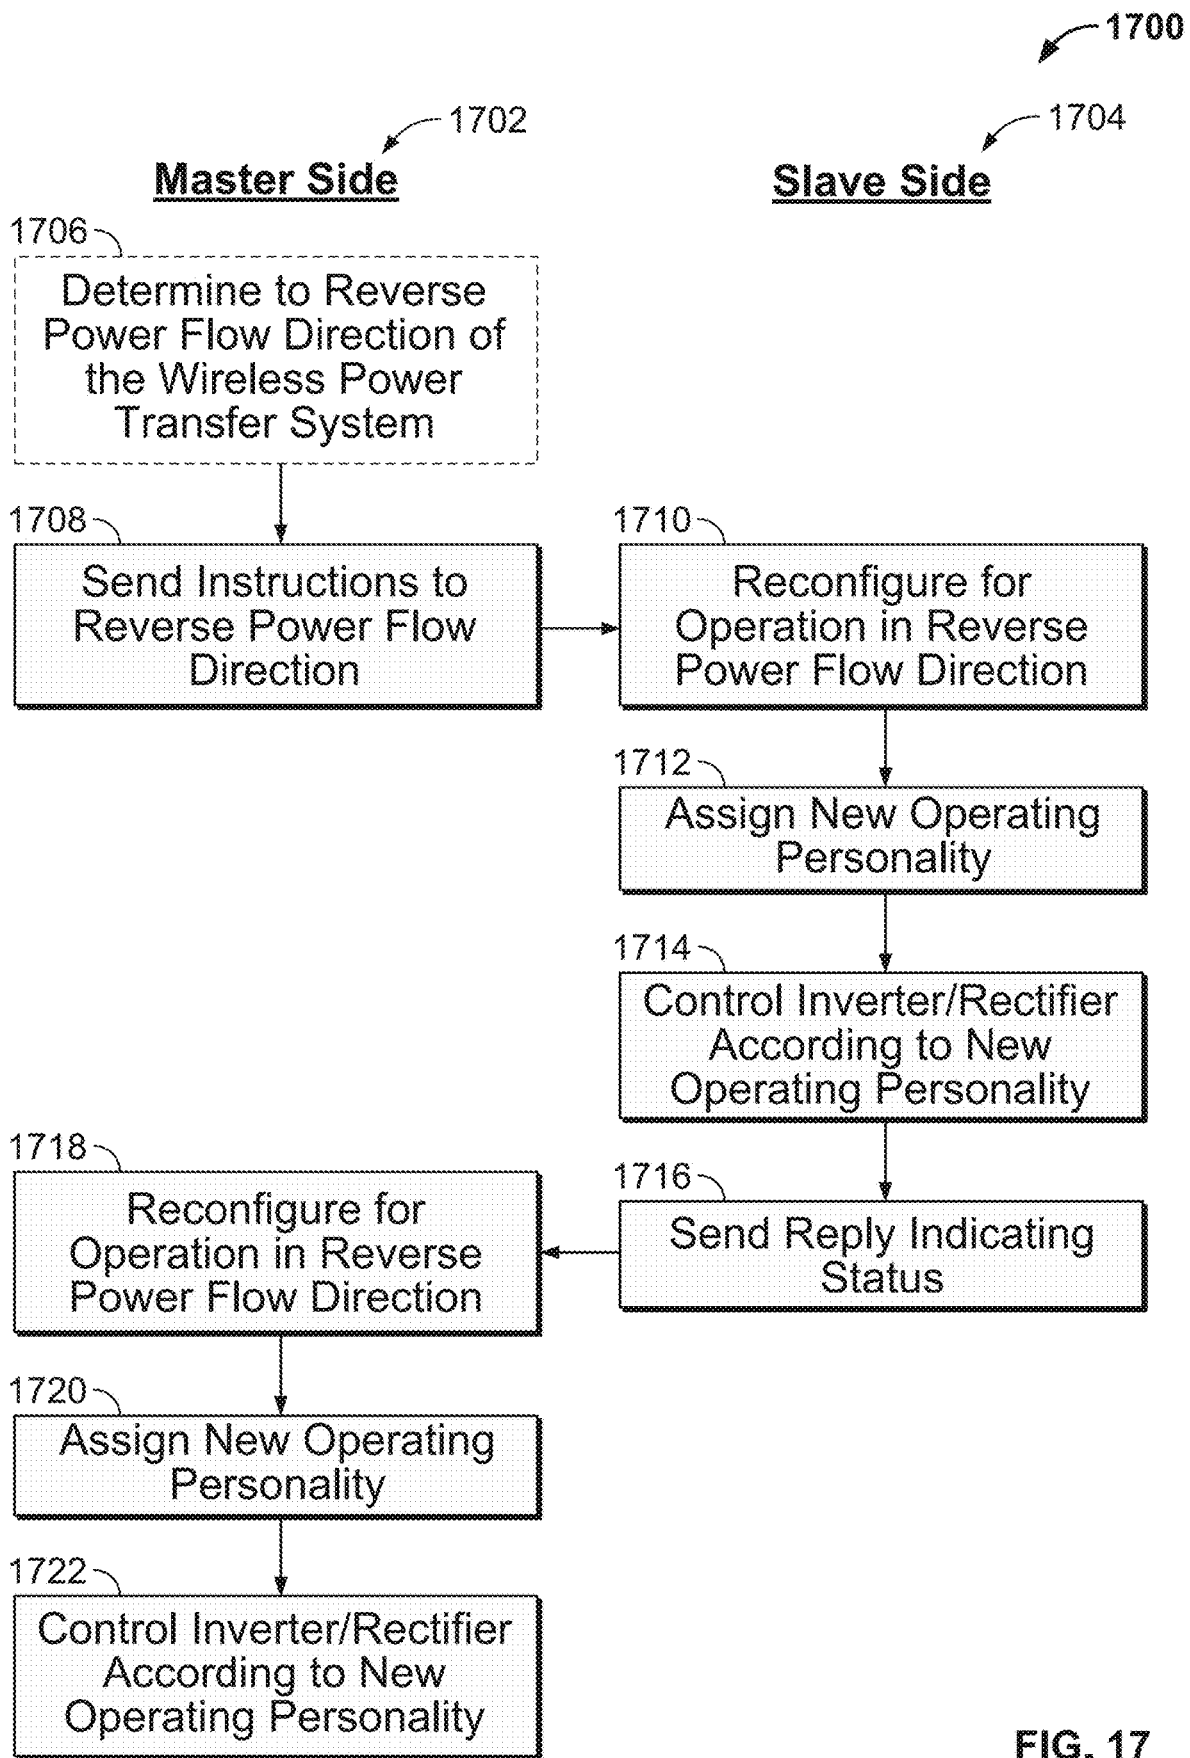 1700
1702
1704
Master Side
Slave Side
1706
Determine to Reverse
Power Flow Direction of
the Wireless Power
Transfer System
1708
Send Instructions to
Reverse Power Flow
Direction
1710
Reconfigure for
Operation in Reverse
Power Flow Direction
1712
Assign New Operating
Personality
1714
Control Inverter/Rectifier
According to New
Operating Personality
1716
Send Reply Indicating
Status
1718
Reconfigure for
Operation in Reverse
Power Flow Direction
1720
Assign New Operating
Personality
1722
Control Inverter/Rectifier
According to New
Operating Personality
FIG. 17